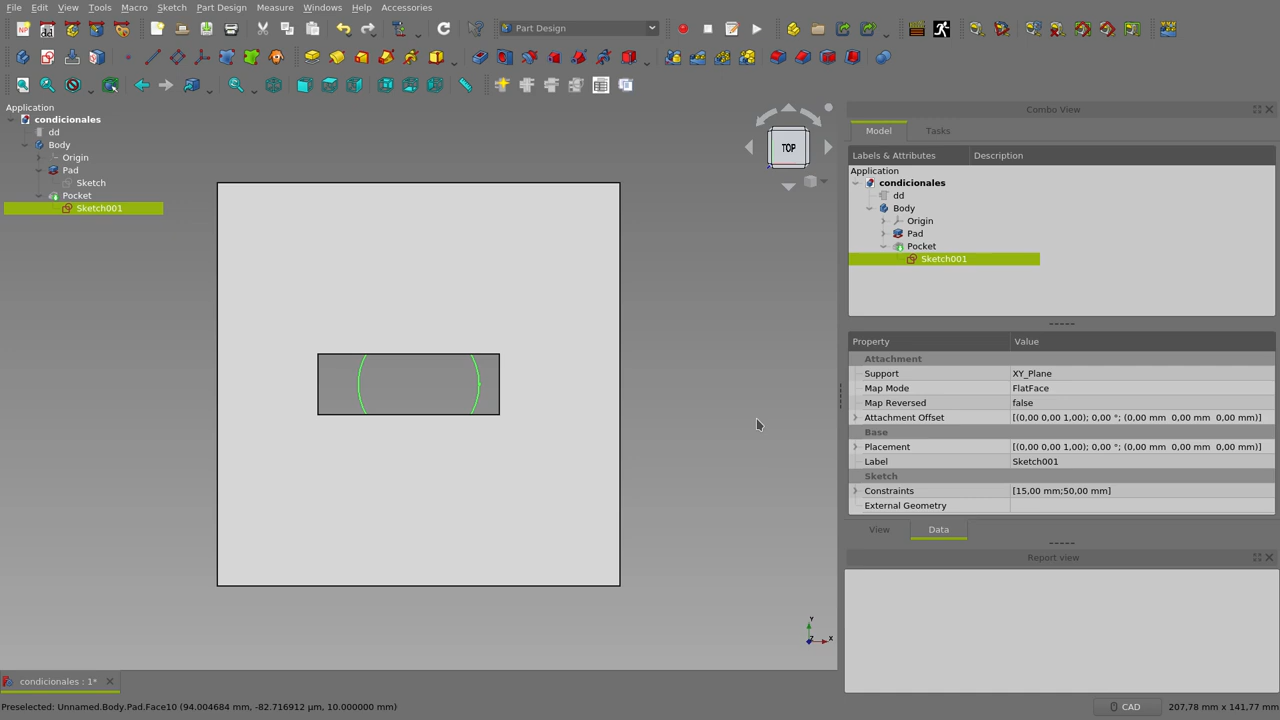 File Edit View Tools Macro Sketch Part Design Measure Windows Help Accessories
Part Design
Application
condicionales
dd
Body
Origin
Pad
Sketch
Pocket
Sketch001
TOP
Y
Z X
condicionales : 1*
Combo View
Model Tasks
Labels & Attributes Description
Application
condicionales
dd
Body
Origin
Pad
Pocket
Sketch001
Property Value
Attachment
Support XY_Plane
Map Mode FlatFace
Map Reversed false
Attachment Offset [(0,00 0,00 1,00); 0,00 °; (0,00 mm 0,00 mm 0,00 mm)]
Base
Placement [(0,00 0,00 1,00); 0,00 °; (0,00 mm 0,00 mm 0,00 mm)]
Label Sketch001
Sketch
Constraints [15,00 mm;50,00 mm]
External Geometry
View Data
Report view
Preselected: Unnamed.Body.Pad.Face10 (94.004684 mm, -82.716912 µm, 10.000000 mm)
CAD
207,78 mm x 141,77 mm